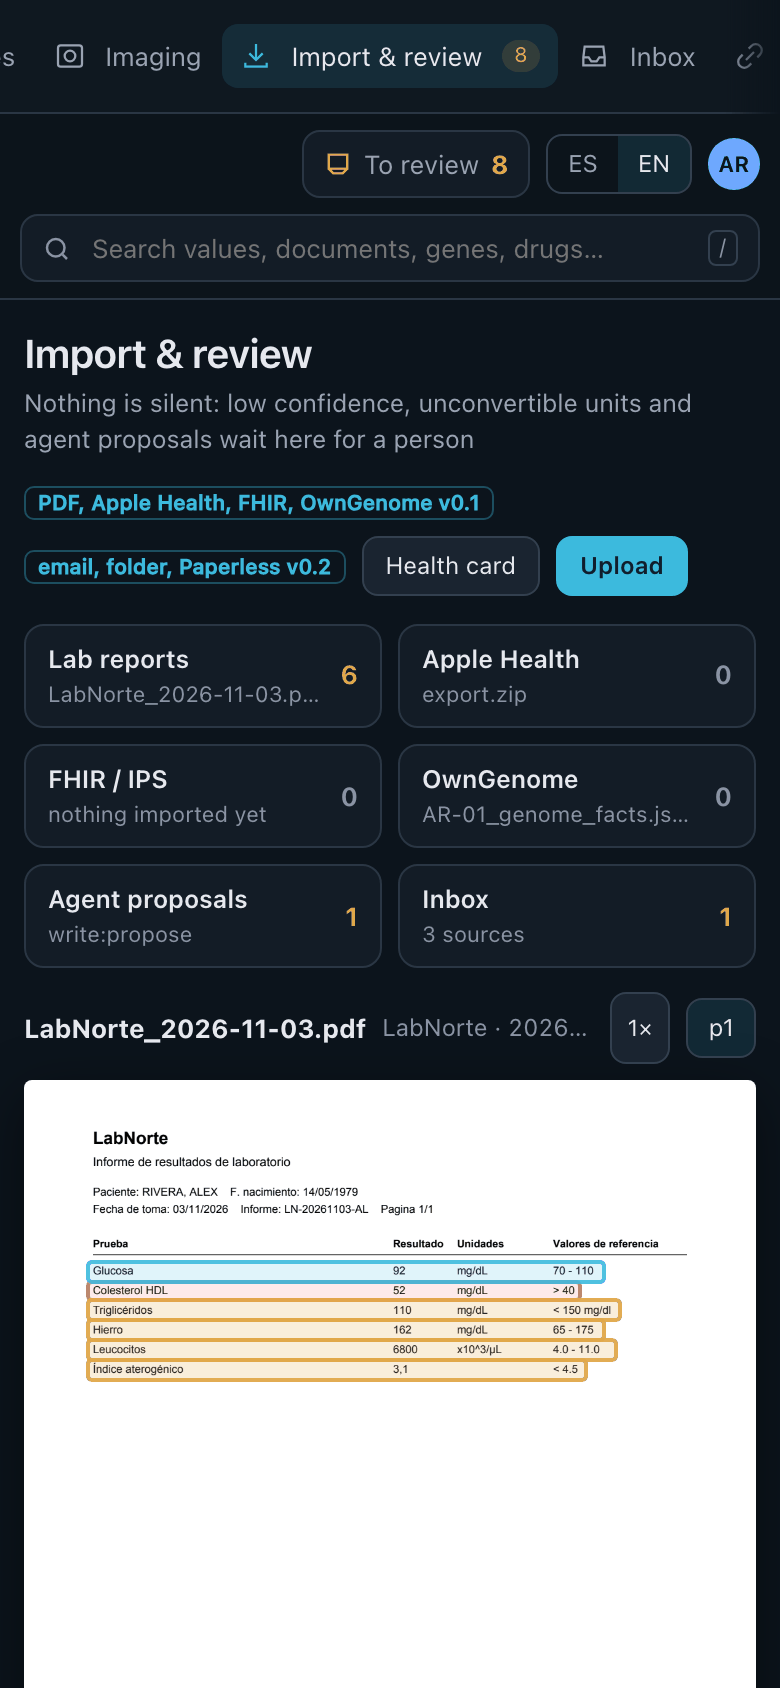 s Imaging Import & review 8 Inbox
To review 8 ES EN AR
Search values, documents, genes, drugs... /
Import & review
Nothing is silent: low confidence, unconvertible units and
agent proposals wait here for a person
PDF, Apple Health, FHIR, OwnGenome v0.1
email, folder, Paperless v0.2 Health card Upload
Lab reports 6
LabNorte_2026-11-03.p...
Apple Health 0
export.zip
FHIR / IPS 0
nothing imported yet
OwnGenome 0
AR-01_genome_facts.js...
Agent proposals 1
write:propose
Inbox 1
3 sources
LabNorte_2026-11-03.pdf LabNorte · 2026... 1× p1
LabNorte
Informe de resultados de laboratorio
Paciente: RIVERA, ALEX F. nacimiento: 14/05/1979
Fecha de toma: 03/11/2026 Informe: LN-20261103-AL Pagina 1/1
Prueba Resultado Unidades Valores de referencia
Glucosa 92 mg/dL 70 - 110
Colesterol HDL 52 mg/dL > 40
Triglicéridos 110 mg/dL < 150 mg/dl
Hierro 162 mg/dL 65 - 175
Leucocitos 6800 x10^3/µL 4.0 - 11.0
Índice aterogénico 3,1 < 4.5